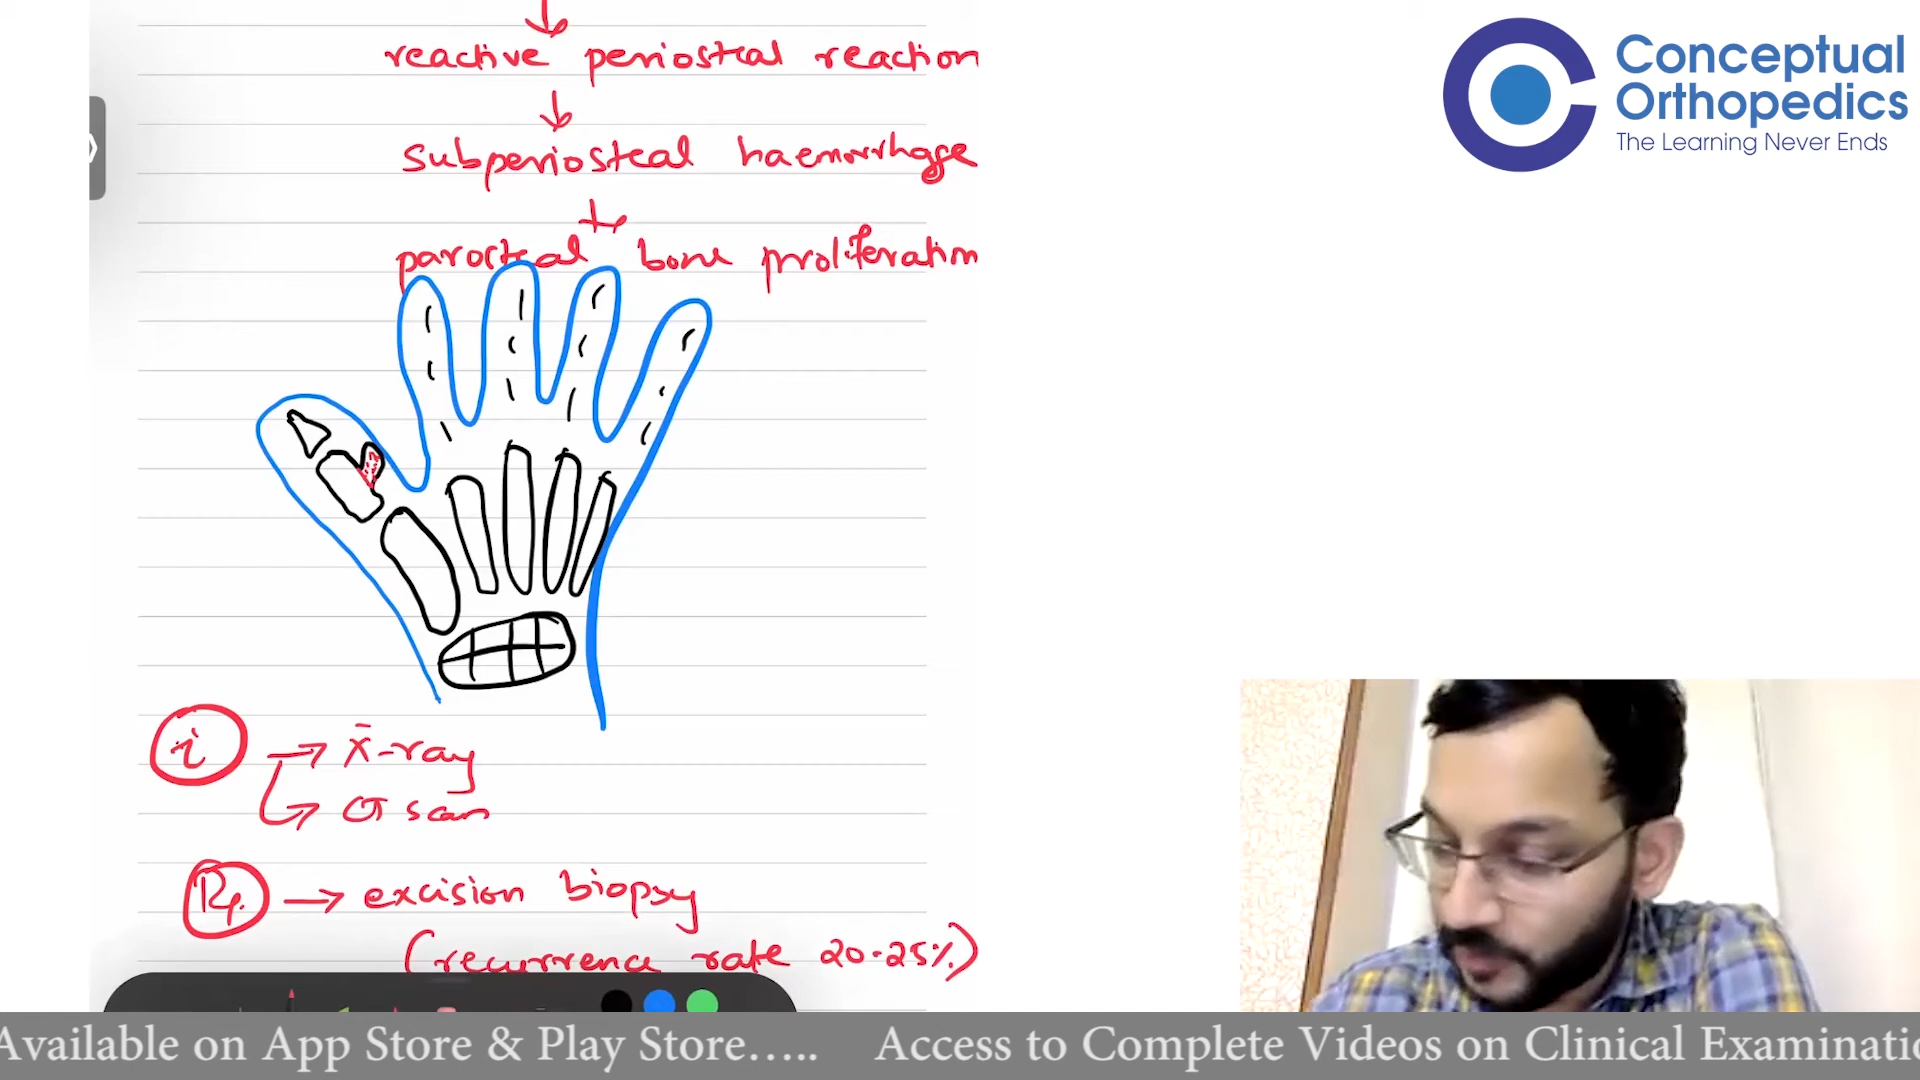 reactive periosteal reaction
subperiosteal haemorrhage
parosteal bone proliferation
i → x̄-ray
CT scan
Rx. → excision biopsy
(recurrence rate 20-25%)
Conceptual
Orthopedics
The Learning Never Ends
Available on App Store & Play Store..... Access to Complete Videos on Clinical Examinatio